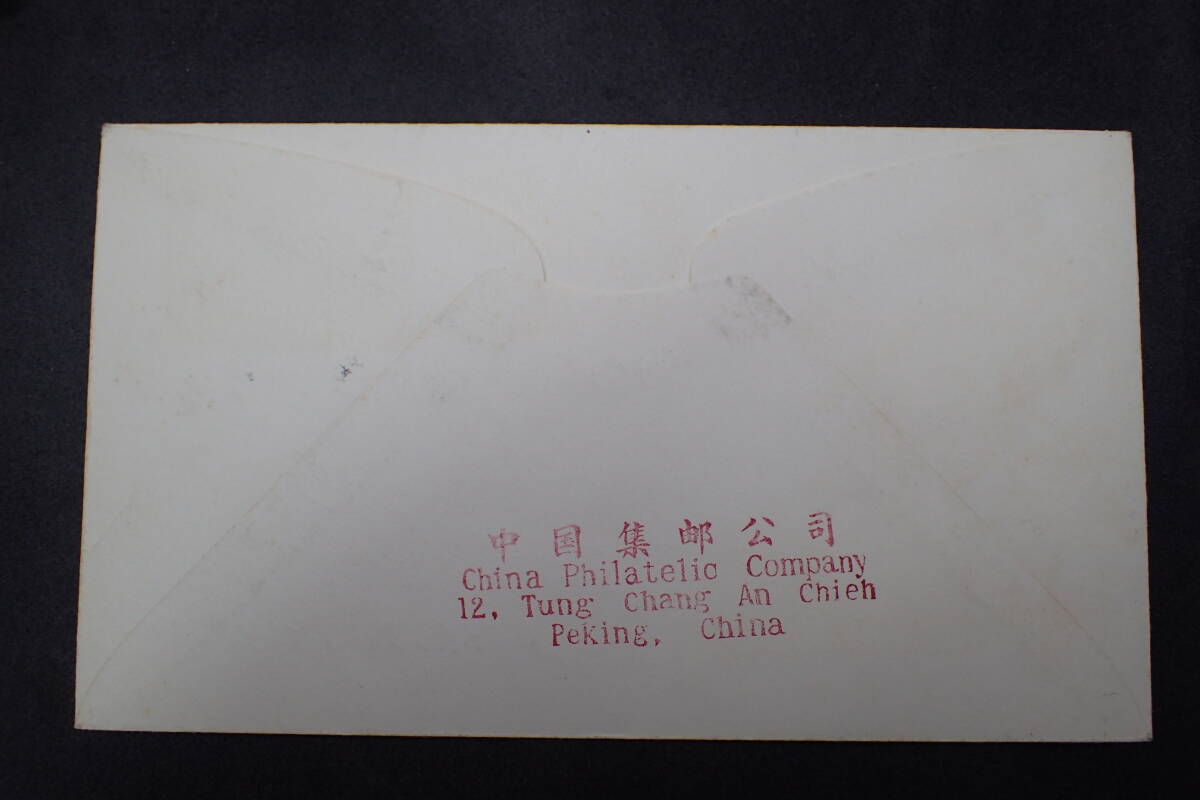 中国集邮公司
China Philatelic Company
12, Tung Chang An Chieh
Peking, China